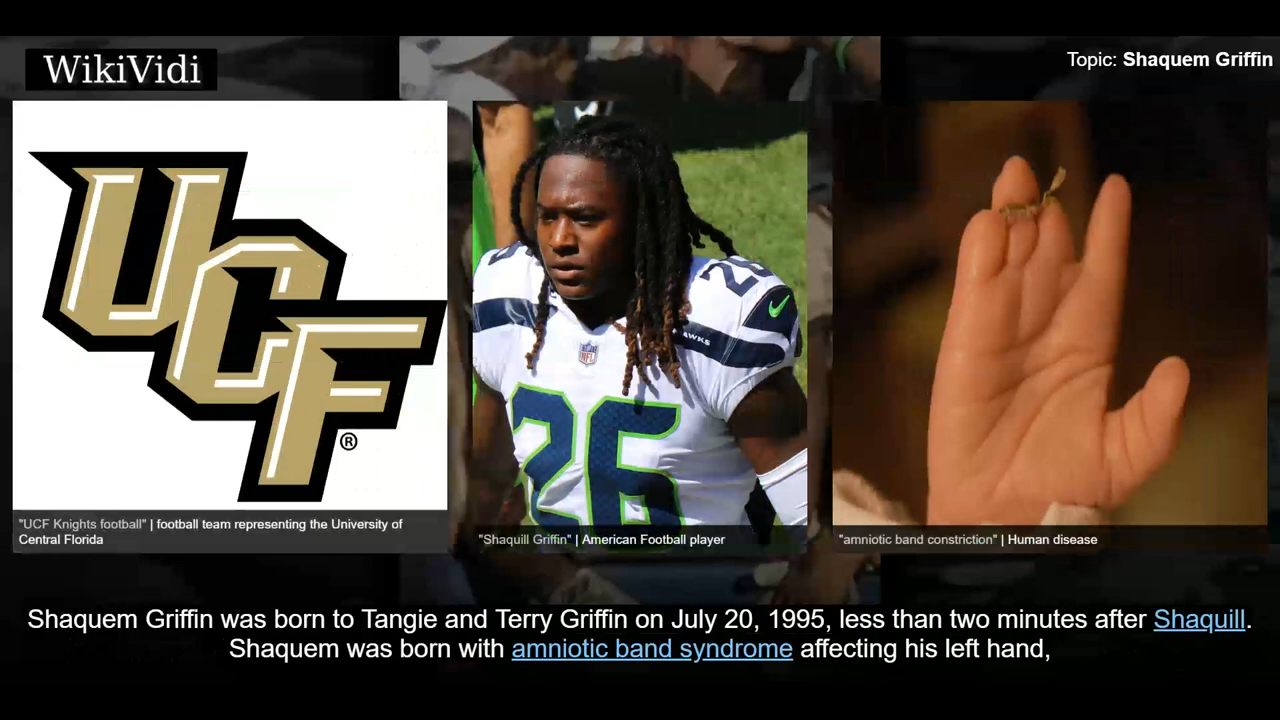 WikiVidi
Topic: Shaquem Griffin
UCF
®
26
AWKS
NFL
26
"UCF Knights football" | football team representing the University of
Central Florida
"Shaquill Griffin" | American Football player
"amniotic band constriction" | Human disease
Shaquem Griffin was born to Tangie and Terry Griffin on July 20, 1995, less than two minutes after Shaquill.
Shaquem was born with amniotic band syndrome affecting his left hand,